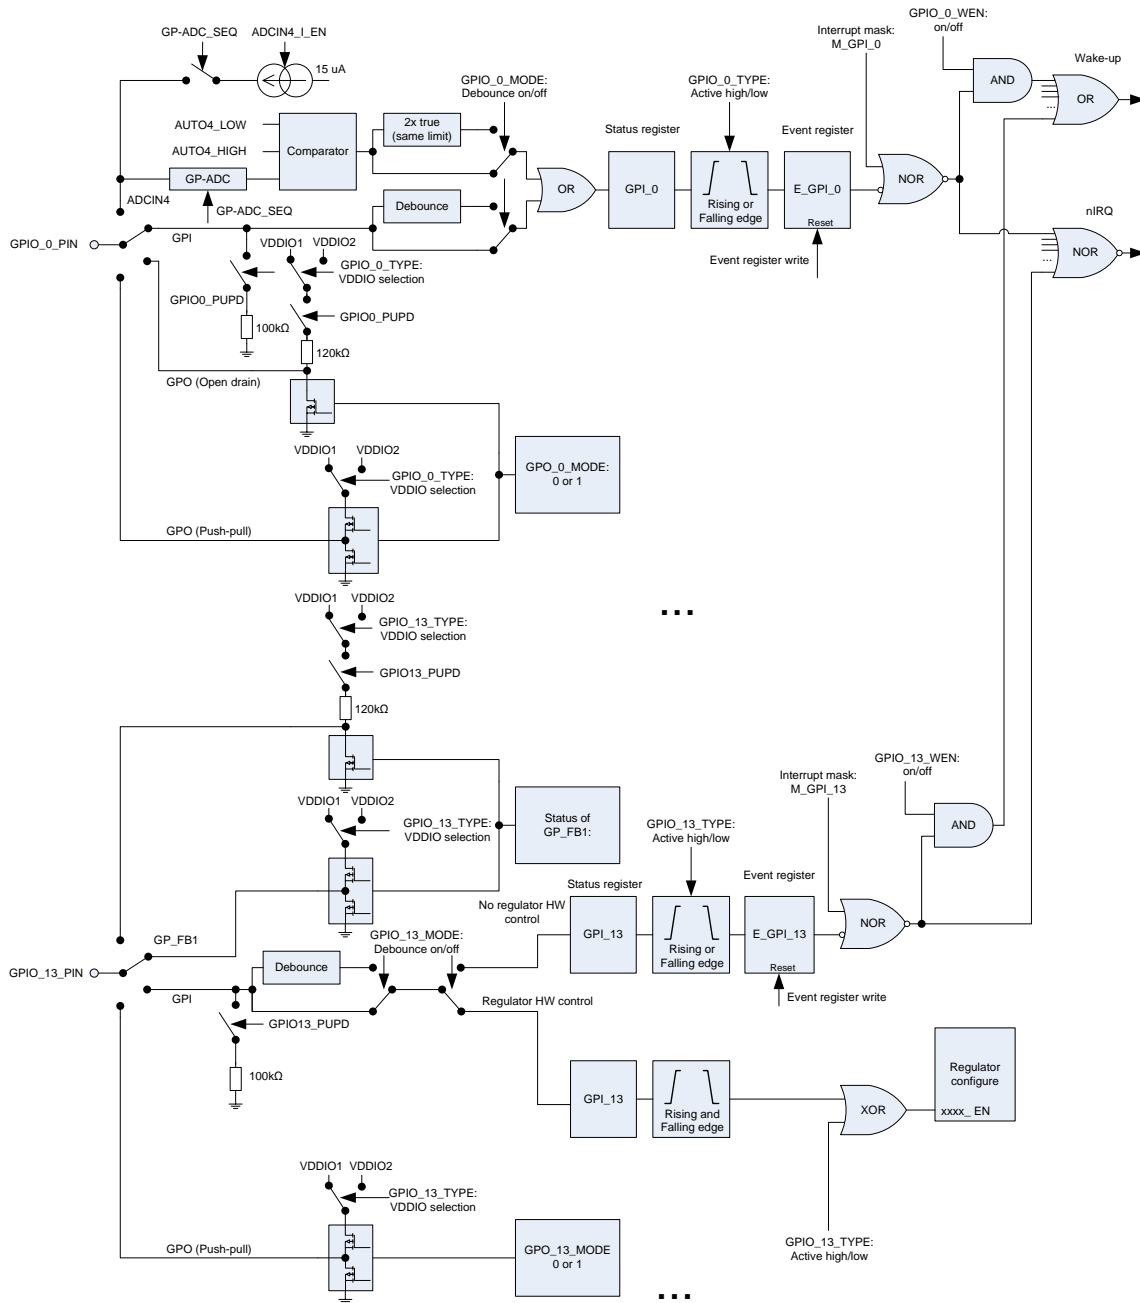 GPIO_0_WEN:
on/off
Interrupt mask:
M_GPI_0
GP-ADC_SEQ
ADCIN4_I_EN
15 uA
Wake-up
AND
OR
...
GPIO_0_MODE:
Debounce on/off
GPIO_0_TYPE:
Active high/low
AUTO4_LOW
AUTO4_HIGH
GP-ADC
Comparator
2x true
(same limit)
Status register
Event register
OR
GPI_0
Rising or
Falling edge
E_GPI_0
Reset
NOR
ADCIN4
GP-ADC_SEQ
Debounce
nIRQ
NOR
...
GPIO_0_PIN
GPI
VDDIO1
VDDIO2
GPIO_0_TYPE:
VDDIO selection
Event register write
GPIO0_PUPD
100kΩ
GPIO0_PUPD
120kΩ
GPO (Open drain)
VDDIO1
VDDIO2
GPIO_0_TYPE:
VDDIO selection
GPO_0_MODE:
0 or 1
GPO (Push-pull)
VDDIO1
VDDIO2
...
GPIO_13_TYPE:
VDDIO selection
GPIO13_PUPD
120kΩ
GPIO_13_WEN:
on/off
Interrupt mask:
M_GPI_13
VDDIO1
VDDIO2
GPIO_13_TYPE:
VDDIO selection
Status of
GP_FB1:
GPIO_13_TYPE:
Active high/low
AND
Status register
Event register
No regulator HW
control
GPI_13
Rising or
Falling edge
E_GPI_13
Reset
NOR
GP_FB1
GPIO_13_MODE:
Debounce on/off
GPIO_13_PIN
Debounce
GPI
Regulator HW control
Event register write
GPIO13_PUPD
100kΩ
GPI_13
Rising and
Falling edge
XOR
Regulator
configure
xxxx_ EN
VDDIO1
VDDIO2
GPIO_13_TYPE:
VDDIO selection
GPO (Push-pull)
GPO_13_MODE
0 or 1
GPIO_13_TYPE:
Active high/low
...